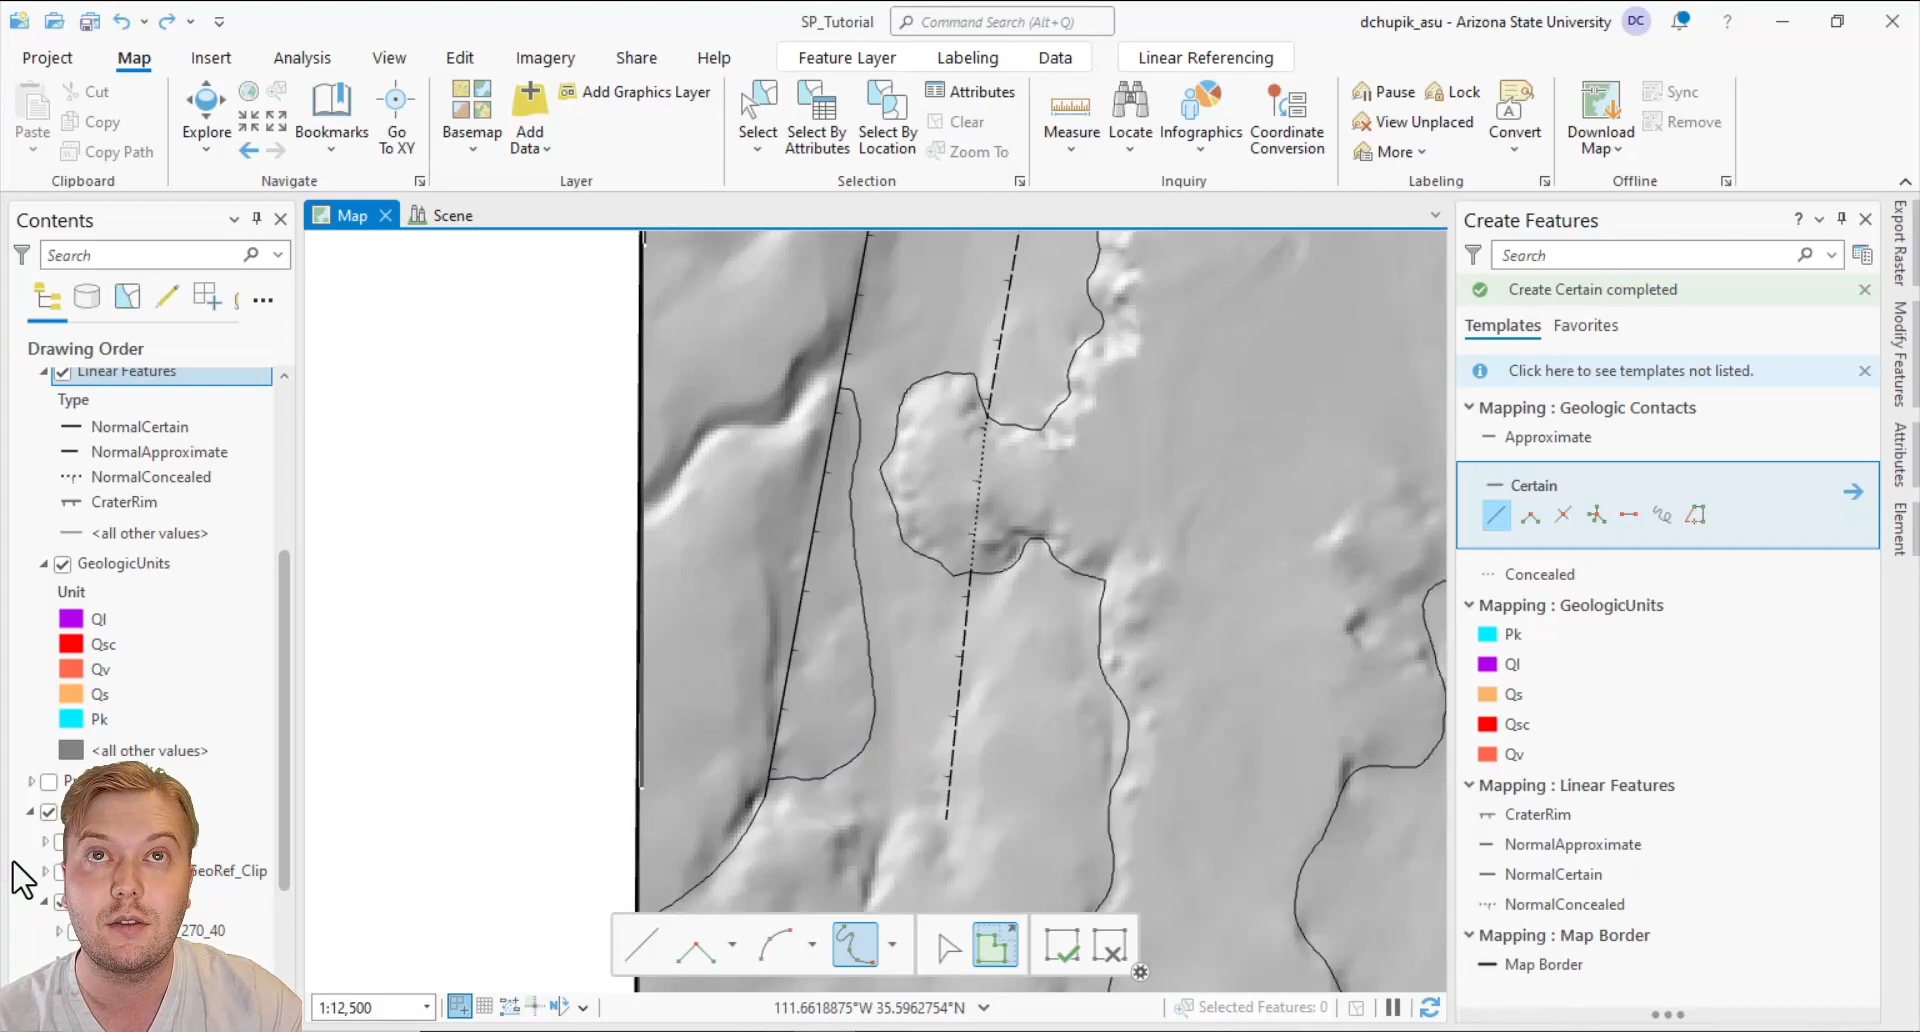 SP_Tutorial
Command Search (Alt+Q)
dchupik_asu - Arizona State University
DC
?
Project
Map
Insert
Analysis
View
Edit
Imagery
Share
Help
Feature Layer
Labeling
Data
Linear Referencing
Paste
Cut
Copy
Copy Path
Clipboard
Explore
Bookmarks
Go
To XY
Navigate
Basemap
Add
Data
Add Graphics Layer
Layer
Select
Select By
Attributes
Select By
Location
Attributes
Clear
Zoom To
Selection
Measure
Locate
Infographics
Coordinate
Conversion
Inquiry
Pause
Lock
View Unplaced
More
Convert
Labeling
Download
Map
Sync
Remove
Offline
Contents
Search
Drawing Order
Linear Features
Type
NormalCertain
NormalApproximate
NormalConcealed
CraterRim
<all other values>
GeologicUnits
Unit
Ql
Qsc
Qv
Qs
Pk
<all other values>
GeoRef_Clip
270_40
Map
Scene
1:12,500
111.6618875°W 35.5962754°N
Selected Features: 0
Create Features
?
Search
Create Certain completed
Templates
Favorites
Click here to see templates not listed.
Mapping : Geologic Contacts
Approximate
Certain
Concealed
Mapping : GeologicUnits
Pk
Ql
Qs
Qsc
Qv
Mapping : Linear Features
CraterRim
NormalApproximate
NormalCertain
NormalConcealed
Mapping : Map Border
Map Border
Export Raster
Modify Features
Attributes
Element